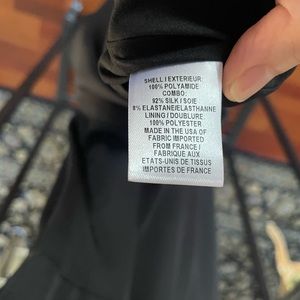 SHELL / EXTERIEUR:
100% POLYAMIDE
COMBO:
92% SILK / SOIE
8% ELASTANE/ELASTHANNE
LINING / DOUBLURE:
100% POLYESTER
MADE IN THE USA OF
FABRIC IMPORTED
FROM FRANCE /
FABRIQUE AUX
ETATS-UNIS DE TISSUS
IMPORTES DE FRANCE